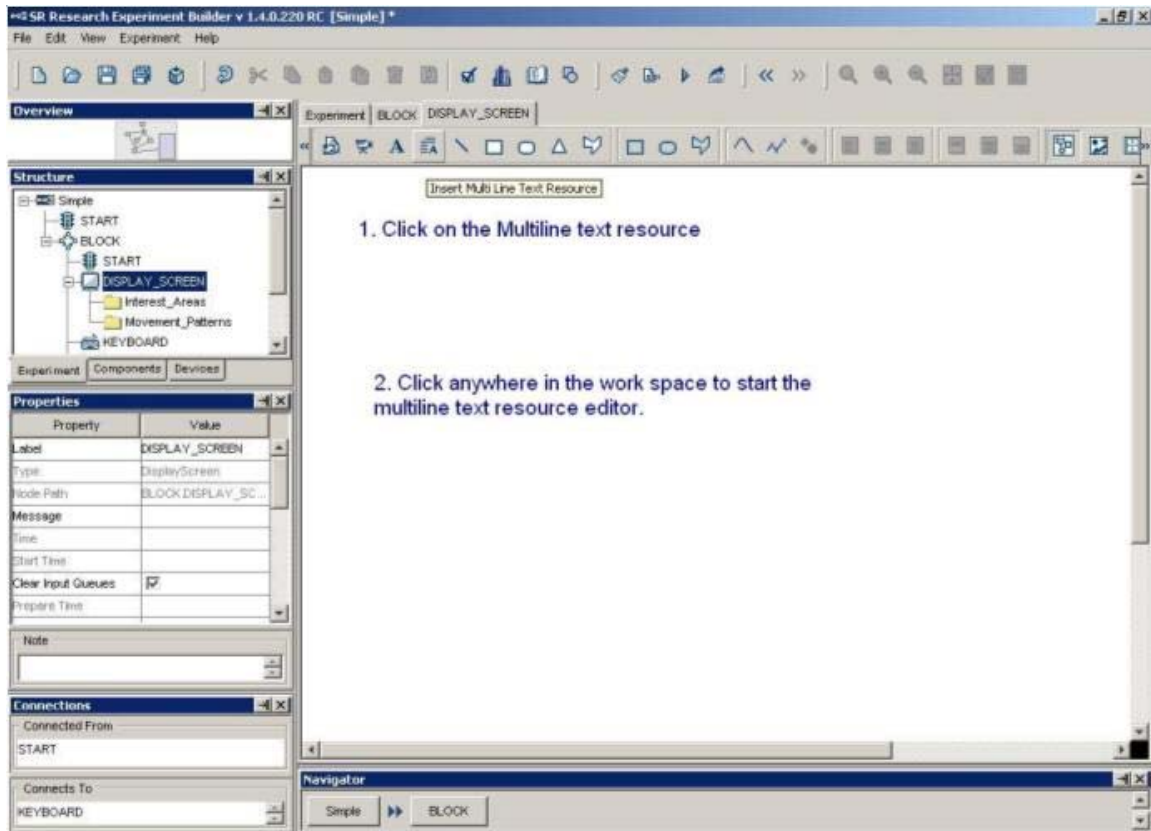 SR Research Experiment Builder v 1.4.0.220 RC [Simple] *
File Edit View Experiment Help
Overview
Experiment BLOCK DISPLAY_SCREEN
Structure
Insert Multi Line Text Resource
Simple
START
BLOCK
START
DISPLAY_SCREEN
Interest_Areas
Movement_Patterns
KEYBOARD
Experiment Components Devices
1. Click on the Multiline text resource
2. Click anywhere in the work space to start the
multiline text resource editor.
Properties
Property Value
Label DISPLAY_SCREEN
Type DisplayScreen
Node Path BLOCK.DISPLAY_SC...
Message
Time
Start Time
Clear Input Queues
Prepare Time
Note
Connections
Connected From
START
Connects To
KEYBOARD
Navigator
Simple BLOCK